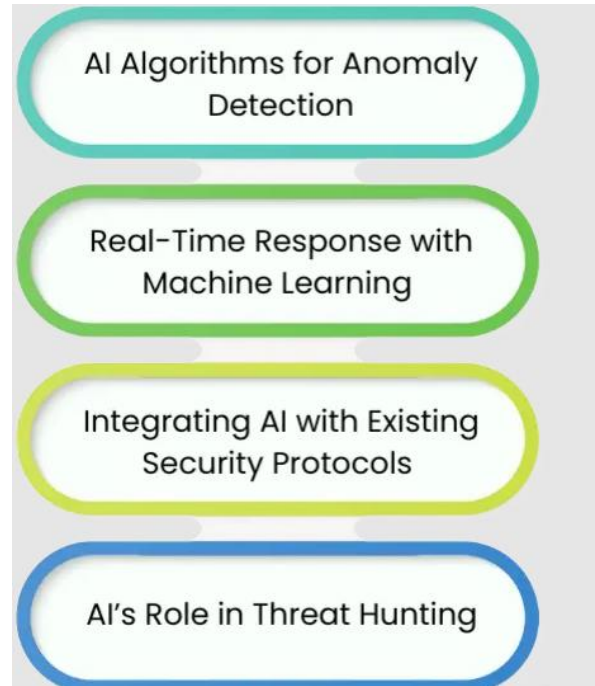 AI Algorithms for Anomaly
Detection
Real-Time Response with
Machine Learning
Integrating AI with Existing
Security Protocols
AI's Role in Threat Hunting